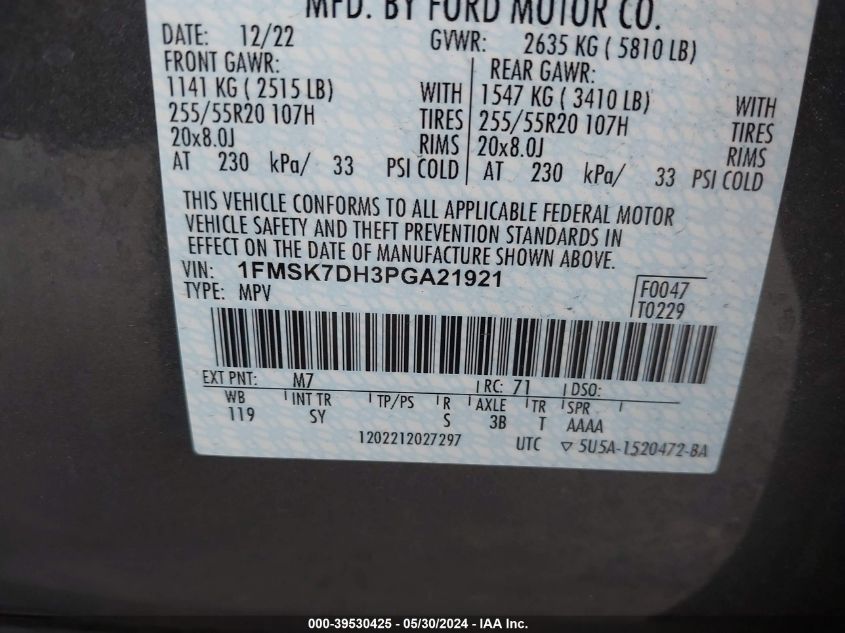 MFD. BY FORD MOTOR CO.
DATE: 12/22 GVWR: 2635 KG ( 5810 LB)
FRONT GAWR: REAR GAWR:
1141 KG ( 2515 LB) WITH 1547 KG ( 3410 LB) WITH
255/55R20 107H TIRES 255/55R20 107H TIRES
20x8.0J RIMS 20x8.0J RIMS
AT 230 kPa/ 33 PSI COLD AT 230 kPa/ 33 PSI COLD
THIS VEHICLE CONFORMS TO ALL APPLICABLE FEDERAL MOTOR
VEHICLE SAFETY AND THEFT PREVENTION STANDARDS IN
EFFECT ON THE DATE OF MANUFACTURE SHOWN ABOVE.
VIN: 1FMSK7DH3PGA21921 F0047
TYPE: MPV T0229
EXT PNT: M7 RC: 71 DSO:
WB INT TR TP/PS R AXLE TR SPR
119 SY S 3B T AAAA
1202212027297 UTC ▽ 5U5A-1520472-BA
000-39530425 - 05/30/2024 - IAA Inc.